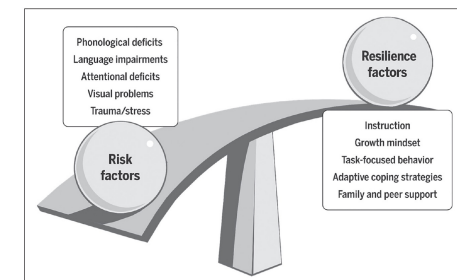 Phonological deficits
Language impairments
Attentional deficits
Visual problems
Trauma/stress
Risk
factors
Resilience
factors
Instruction
Growth mindset
Task-focused behavior
Adaptive coping strategies
Family and peer support